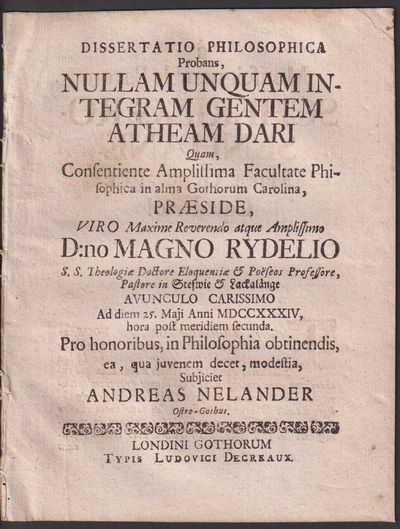 DISSERTATIO PHILOSOPHICA
Probans,
NULLAM UNQUAM IN-
TEGRAM GENTEM
ATHEAM DARI
Quam,
Consentiente Amplissima Facultate Phi-
losophica in alma Gothorum Carolina,
PRÆSIDE,
VIRO Maxime Reverendo atque Amplissimo
D:no MAGNO RYDELIO
S. S. Theologiæ Doctore Eloquentiæ & Poëseos Professore,
Pastore in Stefwie & Lackalänge
AVUNCULO CARISSIMO
Ad diem 25. Maji Anni MDCCXXXIV,
hora post meridiem secunda.
Pro honoribus, in Philosophia obtinendis,
ea, qua juvenem decet, modestia,
Subjiciet
ANDREAS NELANDER
Ostro-Gothus.
LONDINI GOTHORUM
TYPIS LUDOVICI DECREAUX.